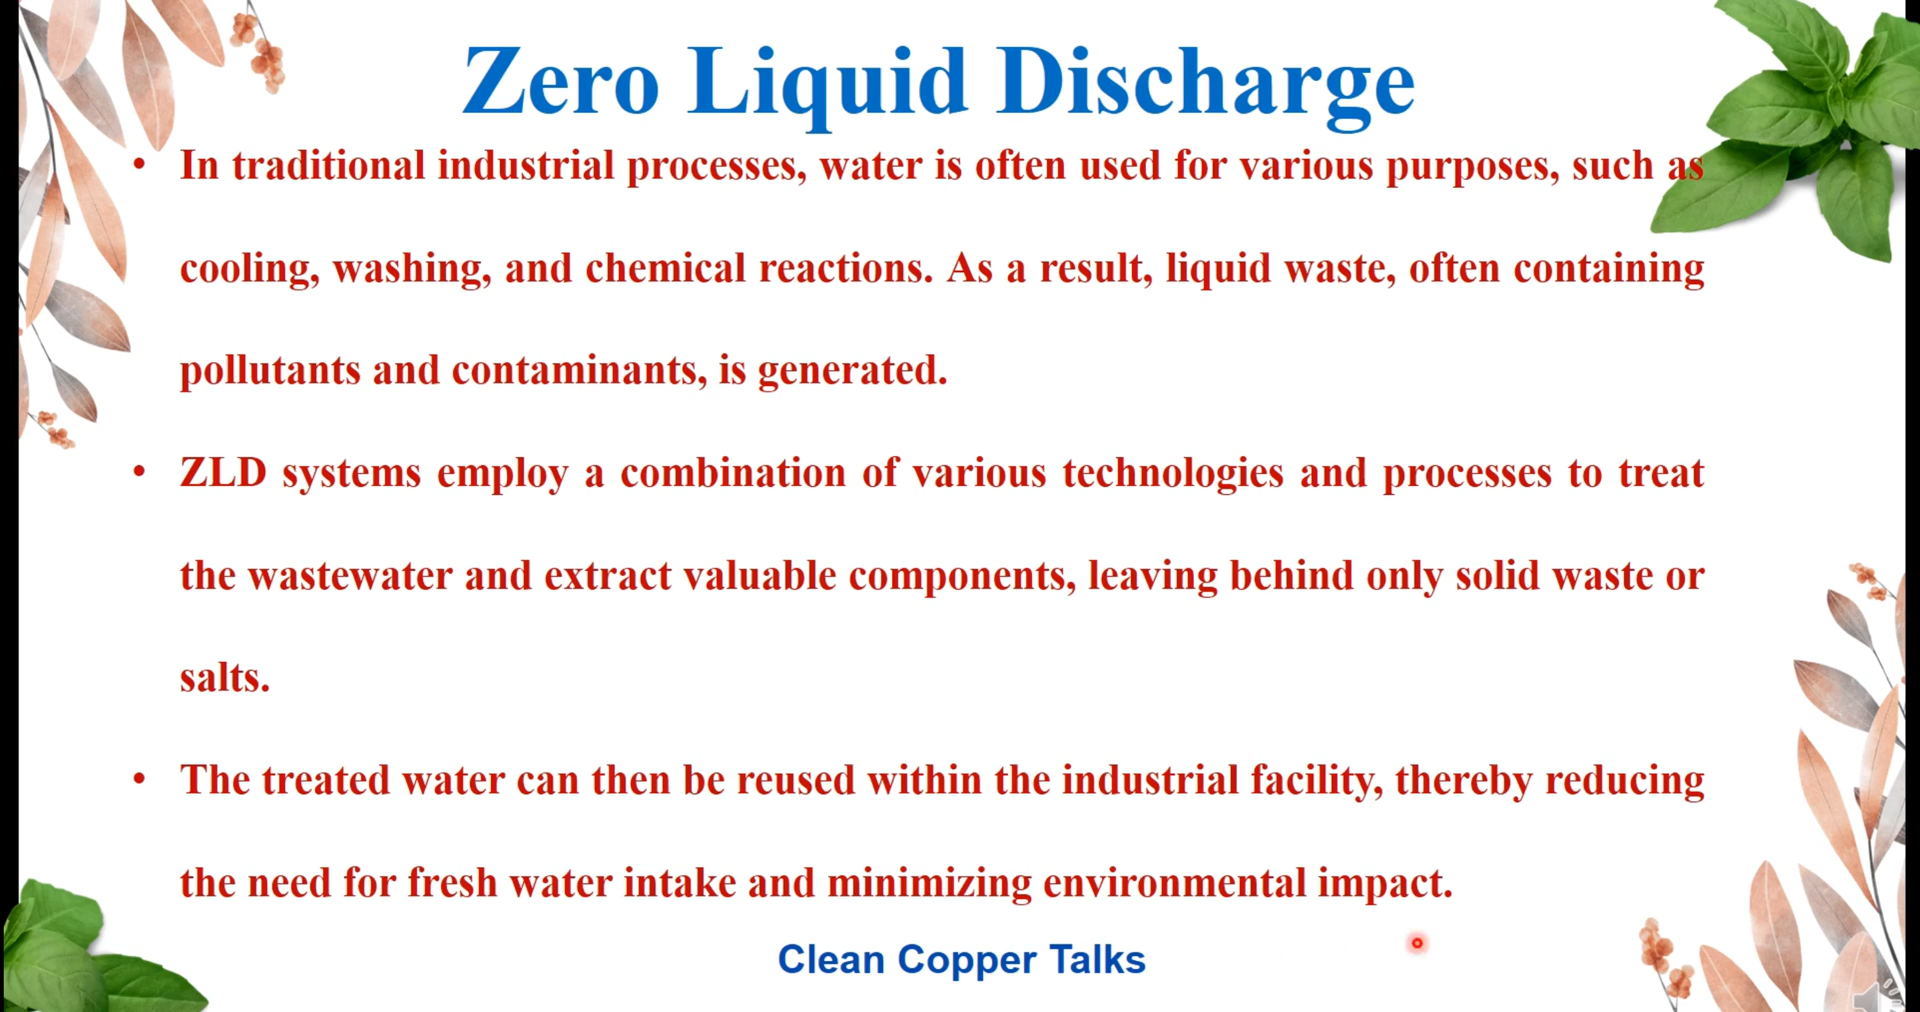 Zero Liquid Discharge
• In traditional industrial processes, water is often used for various purposes, such as
cooling, washing, and chemical reactions. As a result, liquid waste, often containing
pollutants and contaminants, is generated.
• ZLD systems employ a combination of various technologies and processes to treat
the wastewater and extract valuable components, leaving behind only solid waste or
salts.
• The treated water can then be reused within the industrial facility, thereby reducing
the need for fresh water intake and minimizing environmental impact.
Clean Copper Talks